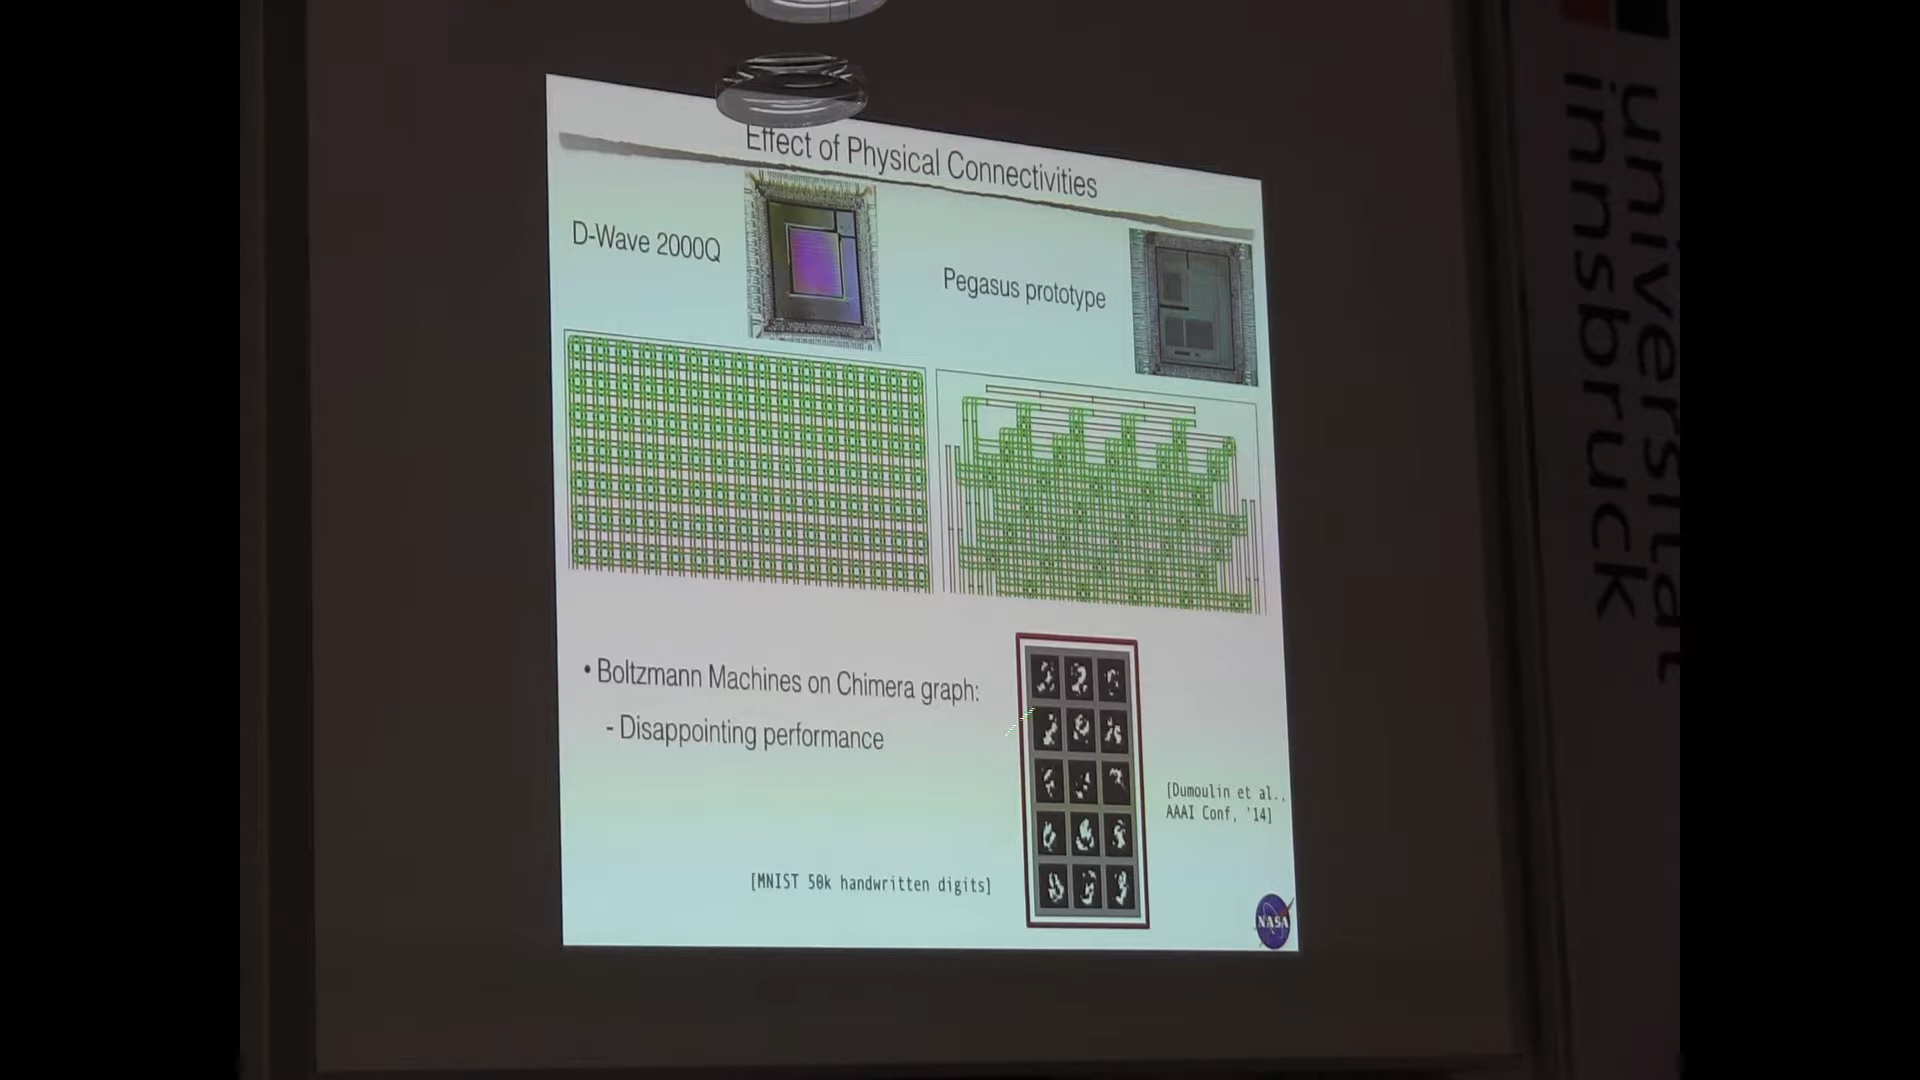 Effect of Physical Connectivities
D-Wave 2000Q
Pegasus prototype
• Boltzmann Machines on Chimera graph:
- Disappointing performance
[Dumoulin et al.,
AAAI Conf, '14]
[MNIST 50k handwritten digits]
NASA
universität
innsbruck